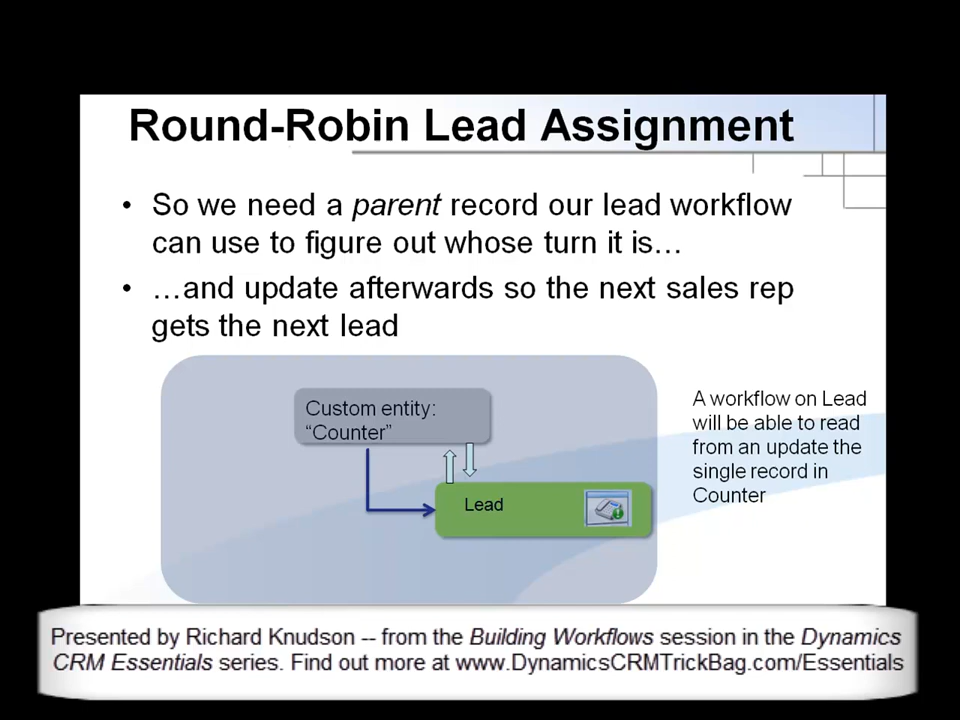 Round-Robin Lead Assignment
• So we need a parent record our lead workflow
can use to figure out whose turn it is…
• …and update afterwards so the next sales rep
gets the next lead
Custom entity:
“Counter”
Lead
A workflow on Lead
will be able to read
from an update the
single record in
Counter
Presented by Richard Knudson -- from the Building Workflows session in the Dynamics
CRM Essentials series. Find out more at www.DynamicsCRMTrickBag.com/Essentials